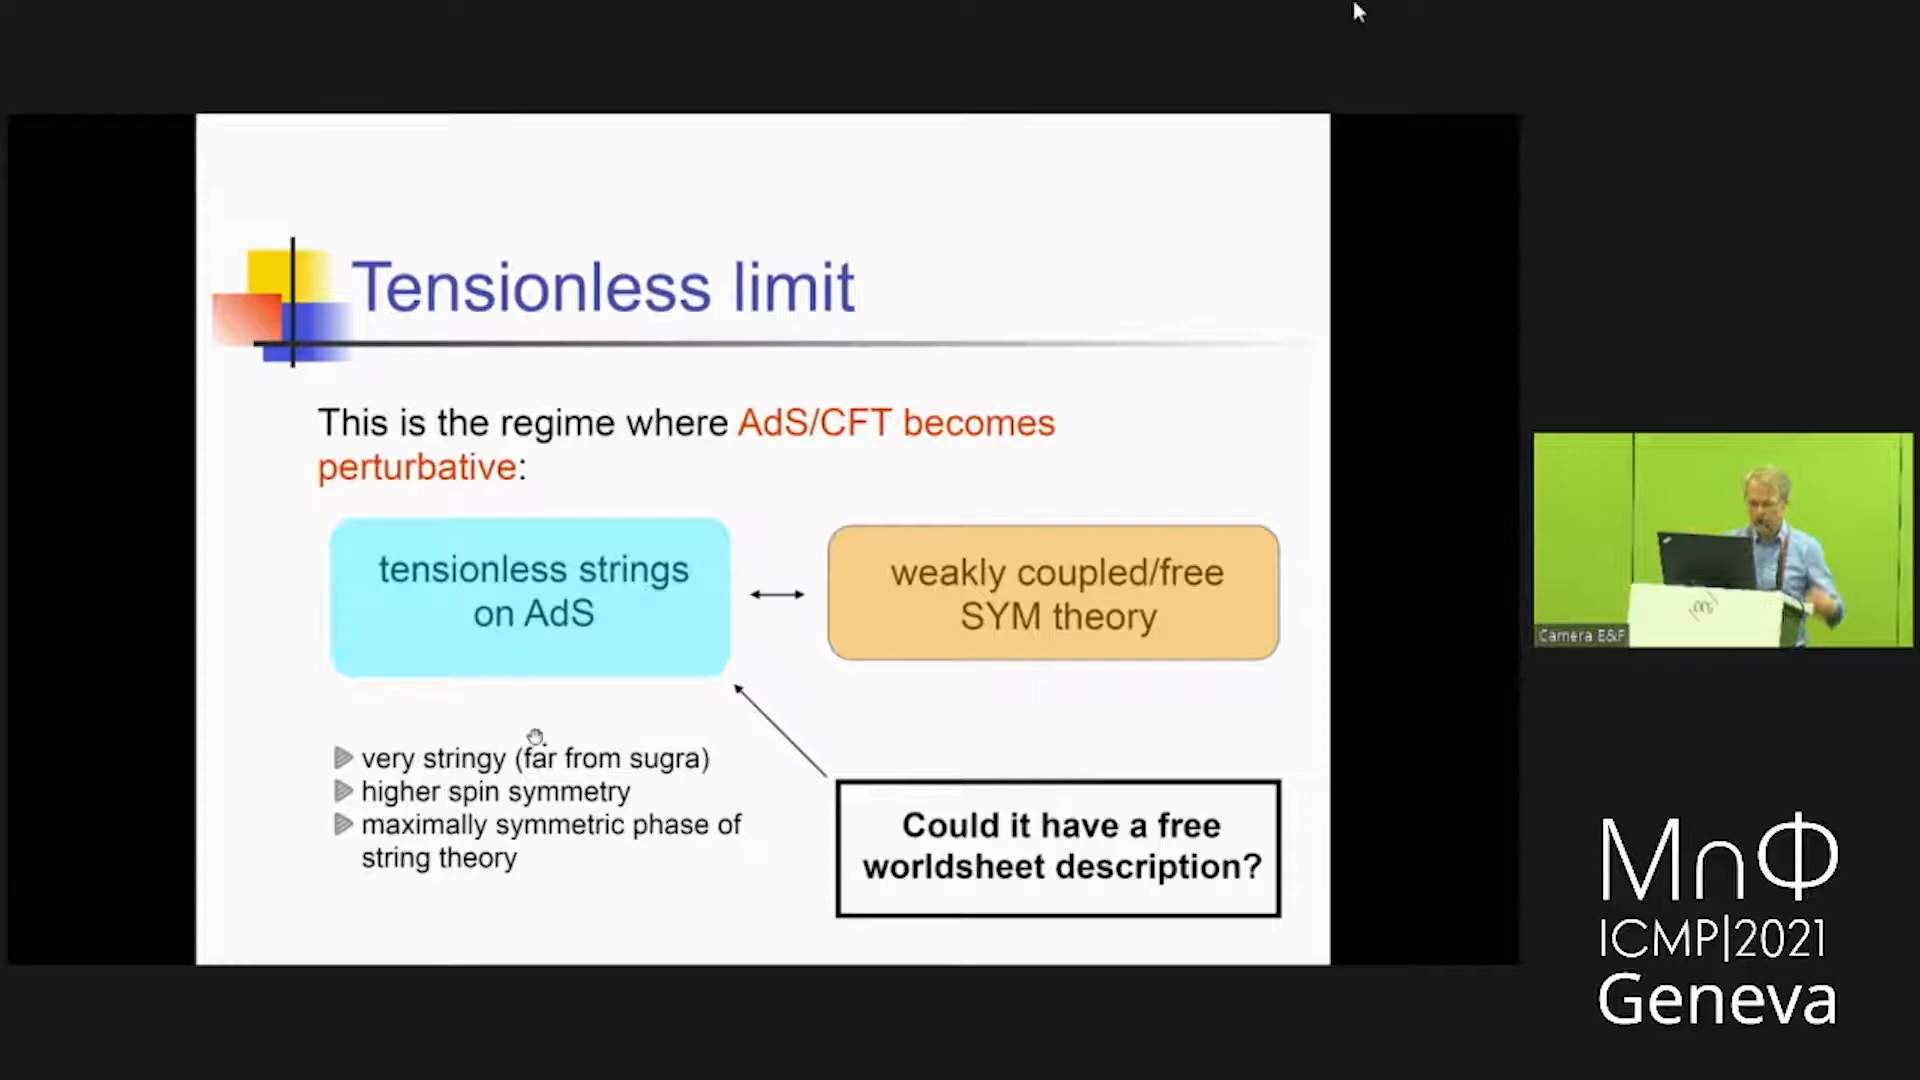 Tensionless limit
This is the regime where AdS/CFT becomes
perturbative:
tensionless strings
on AdS
weakly coupled/free
SYM theory
very stringy (far from sugra)
higher spin symmetry
maximally symmetric phase of
string theory
Could it have a free
worldsheet description?
Camera E&F
MnΦ
ICMP|2021
Geneva